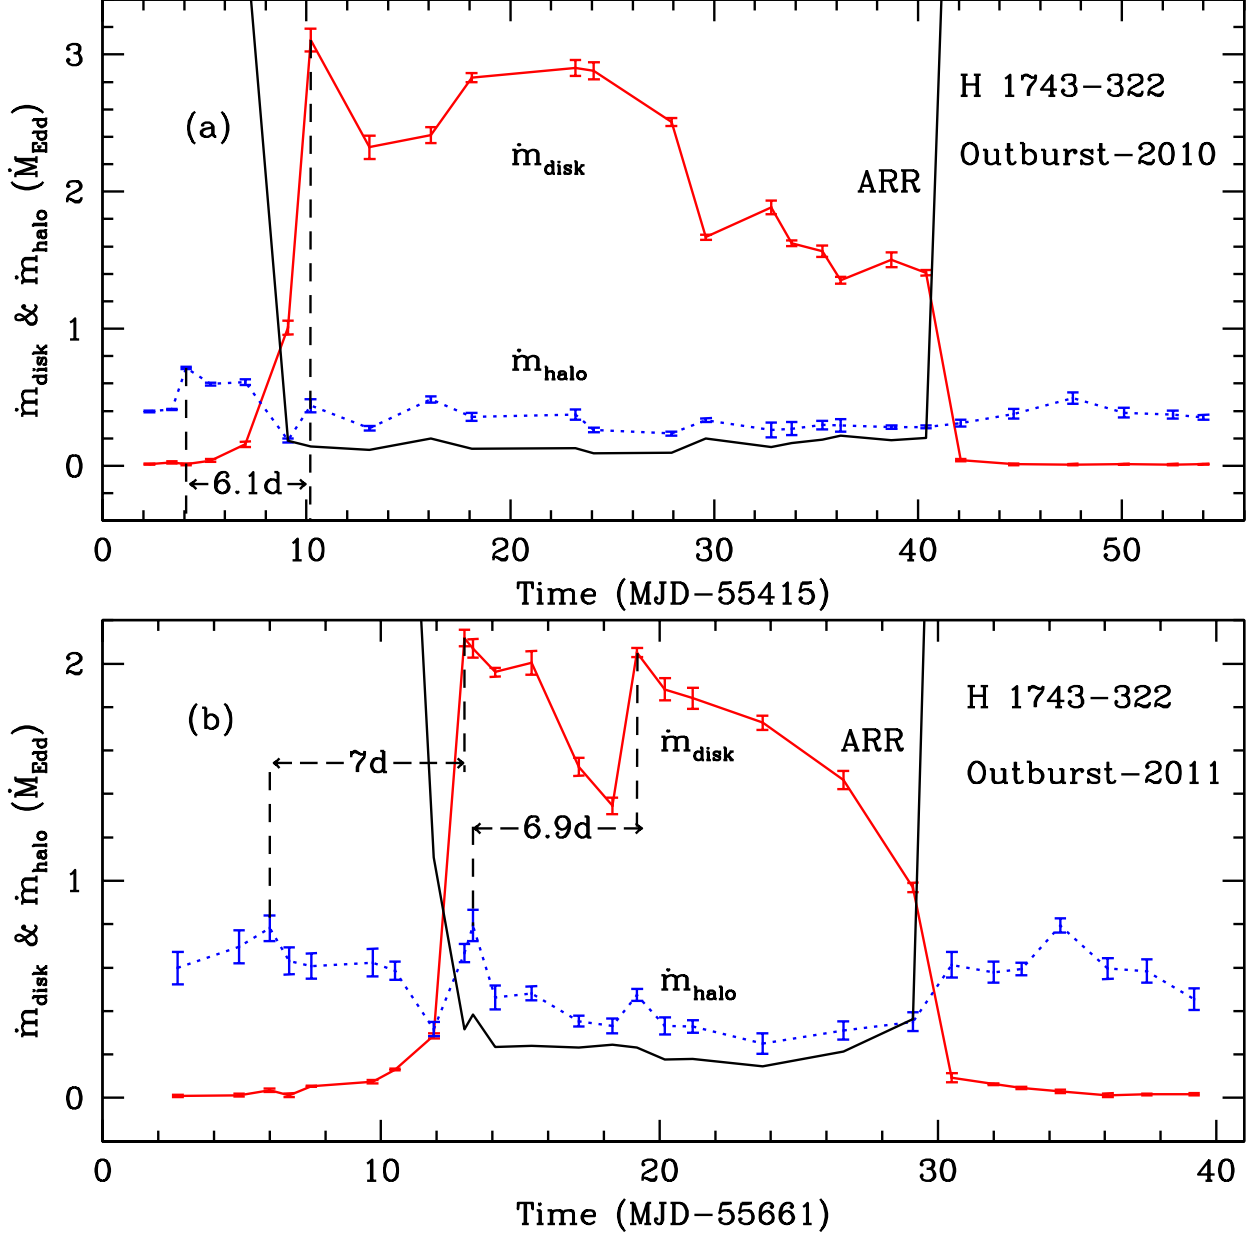 3
2
1
0
ṁdisk & ṁhalo (ṀEdd)
(a)
H 1743-322
Outburst-2010
ṁdisk
ARR
ṁhalo
6.1d
0 10 20 30 40 50
Time (MJD-55415)
2
1
0
ṁdisk & ṁhalo (ṀEdd)
(b)
H 1743-322
Outburst-2011
ṁdisk
ARR
7d
6.9d
ṁhalo
0 10 20 30 40
Time (MJD-55661)